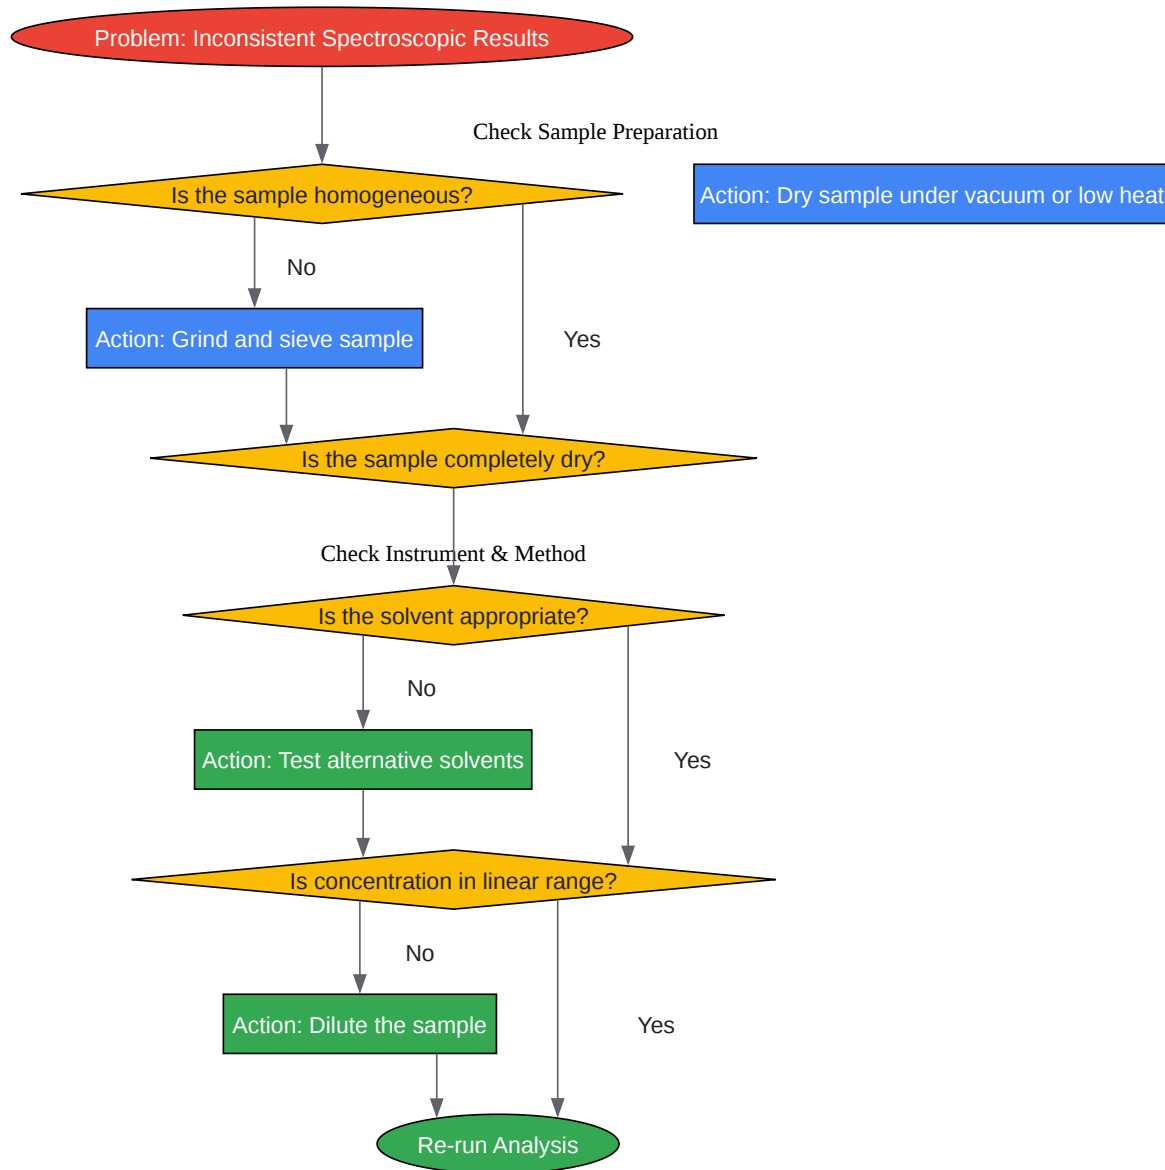 Problem: Inconsistent Spectroscopic Results
Check Sample Preparation
Is the sample homogeneous?
Action: Dry sample under vacuum or low heat
No
Action: Grind and sieve sample
Yes
Is the sample completely dry?
Check Instrument & Method
Is the solvent appropriate?
No
Action: Test alternative solvents
Yes
Is concentration in linear range?
No
Action: Dilute the sample
Yes
Re-run Analysis